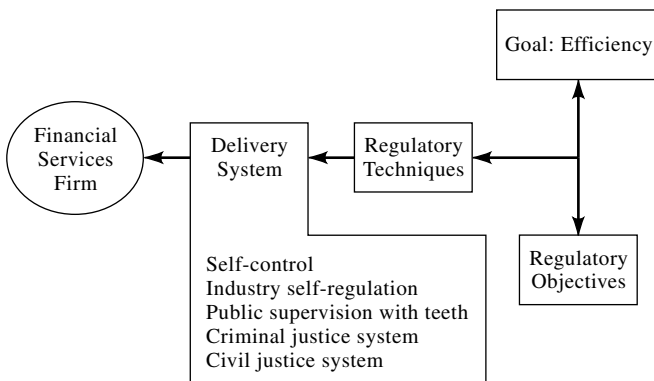 Goal: Efficiency
Financial
Services
Firm
Delivery
System
Regulatory
Techniques
Regulatory
Objectives
Self-control
Industry self-regulation
Public supervision with teeth
Criminal justice system
Civil justice system